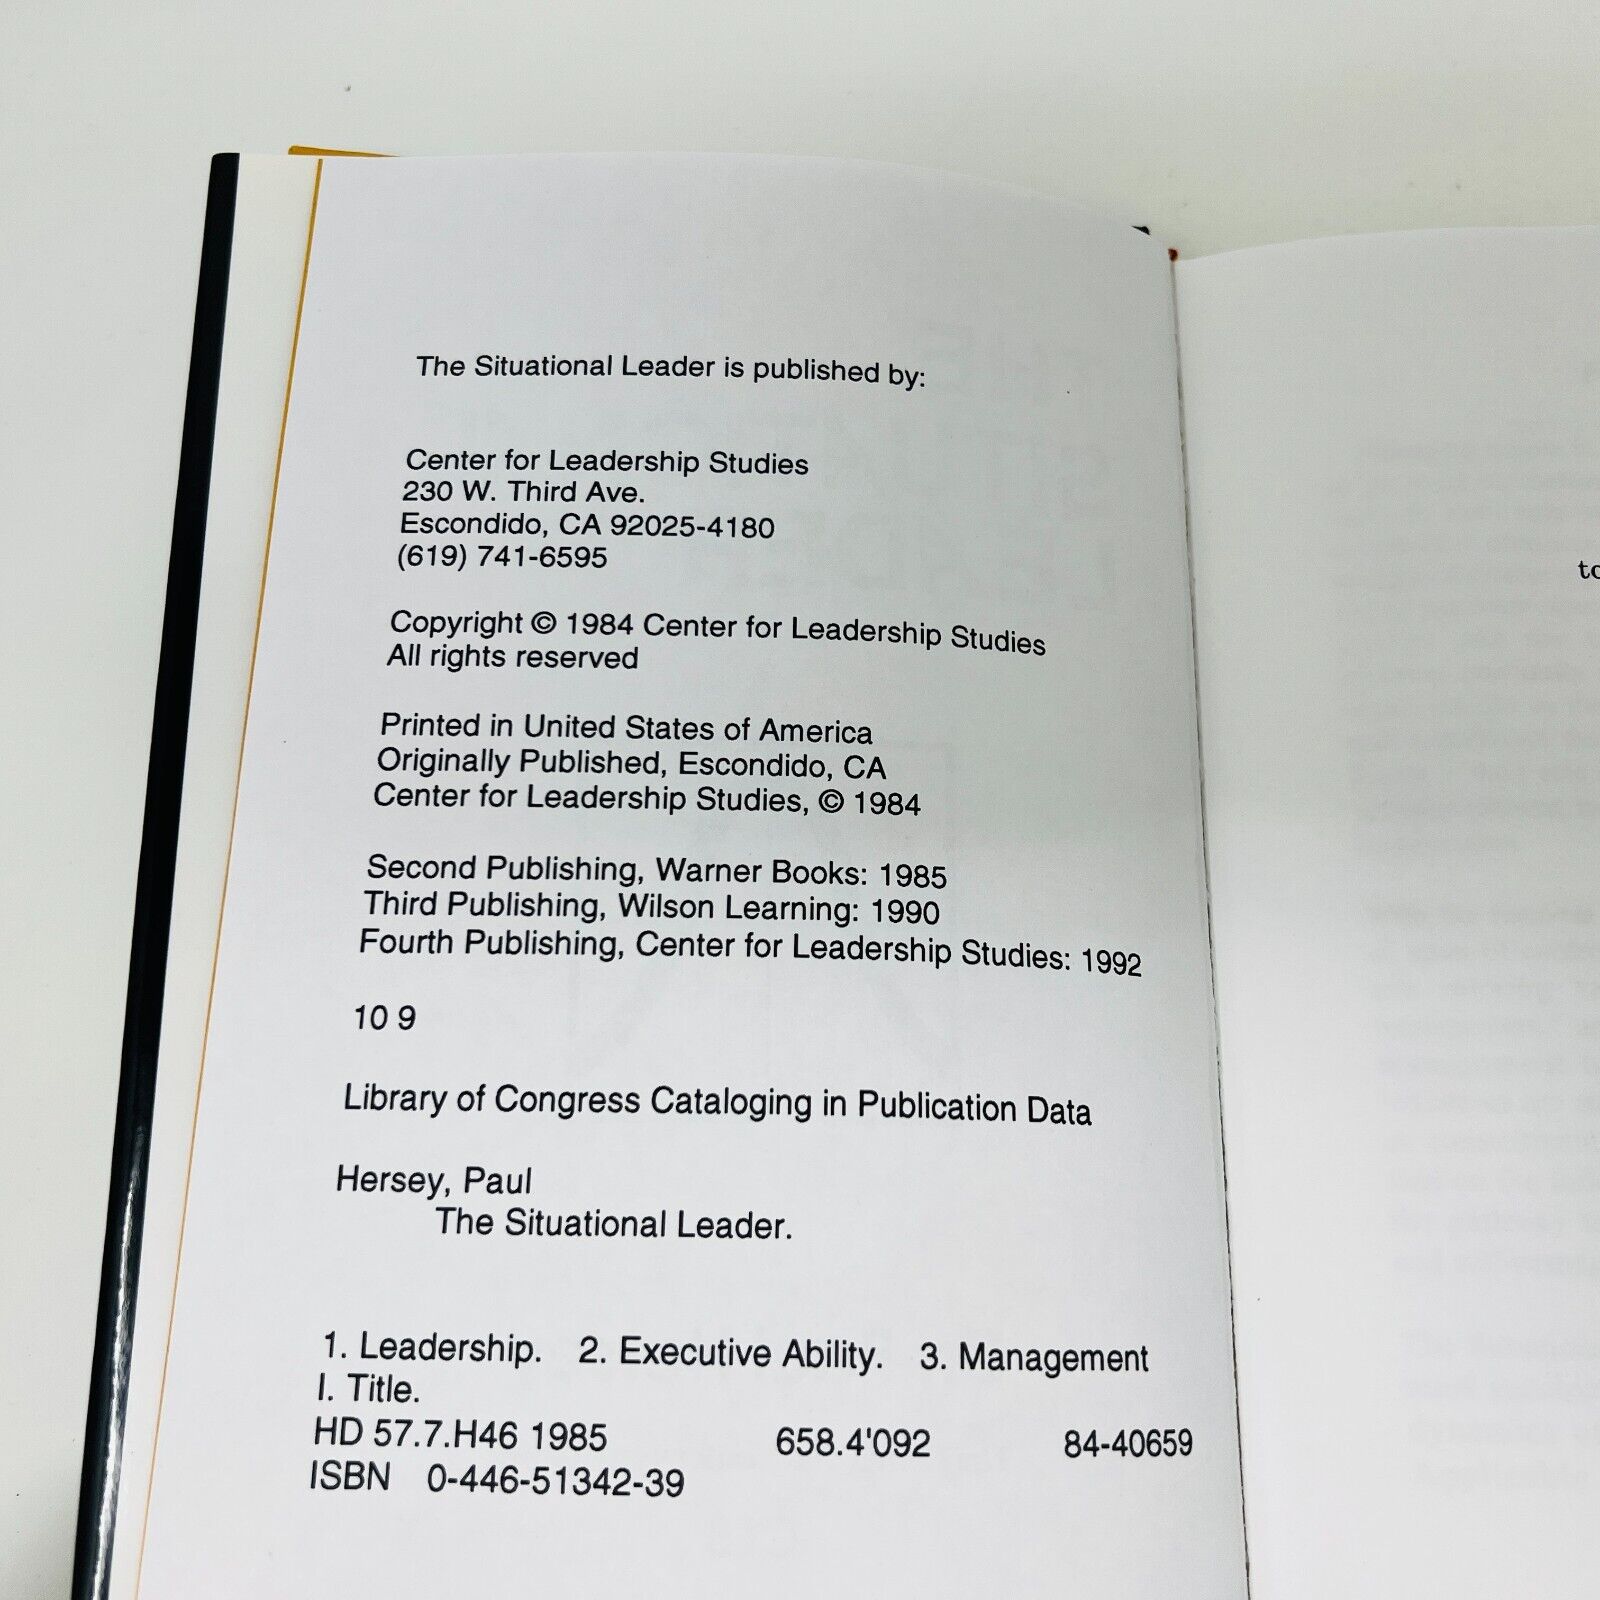 The Situational Leader is published by:
Center for Leadership Studies
230 W. Third Ave.
Escondido, CA 92025-4180
(619) 741-6595
Copyright © 1984 Center for Leadership Studies
All rights reserved
Printed in United States of America
Originally Published, Escondido, CA
Center for Leadership Studies, © 1984
Second Publishing, Warner Books: 1985
Third Publishing, Wilson Learning: 1990
Fourth Publishing, Center for Leadership Studies: 1992
10 9
Library of Congress Cataloging in Publication Data
Hersey, Paul
The Situational Leader.
1. Leadership. 2. Executive Ability. 3. Management
I. Title.
HD 57.7.H46 1985 658.4'092 84-40659
ISBN 0-446-51342-39